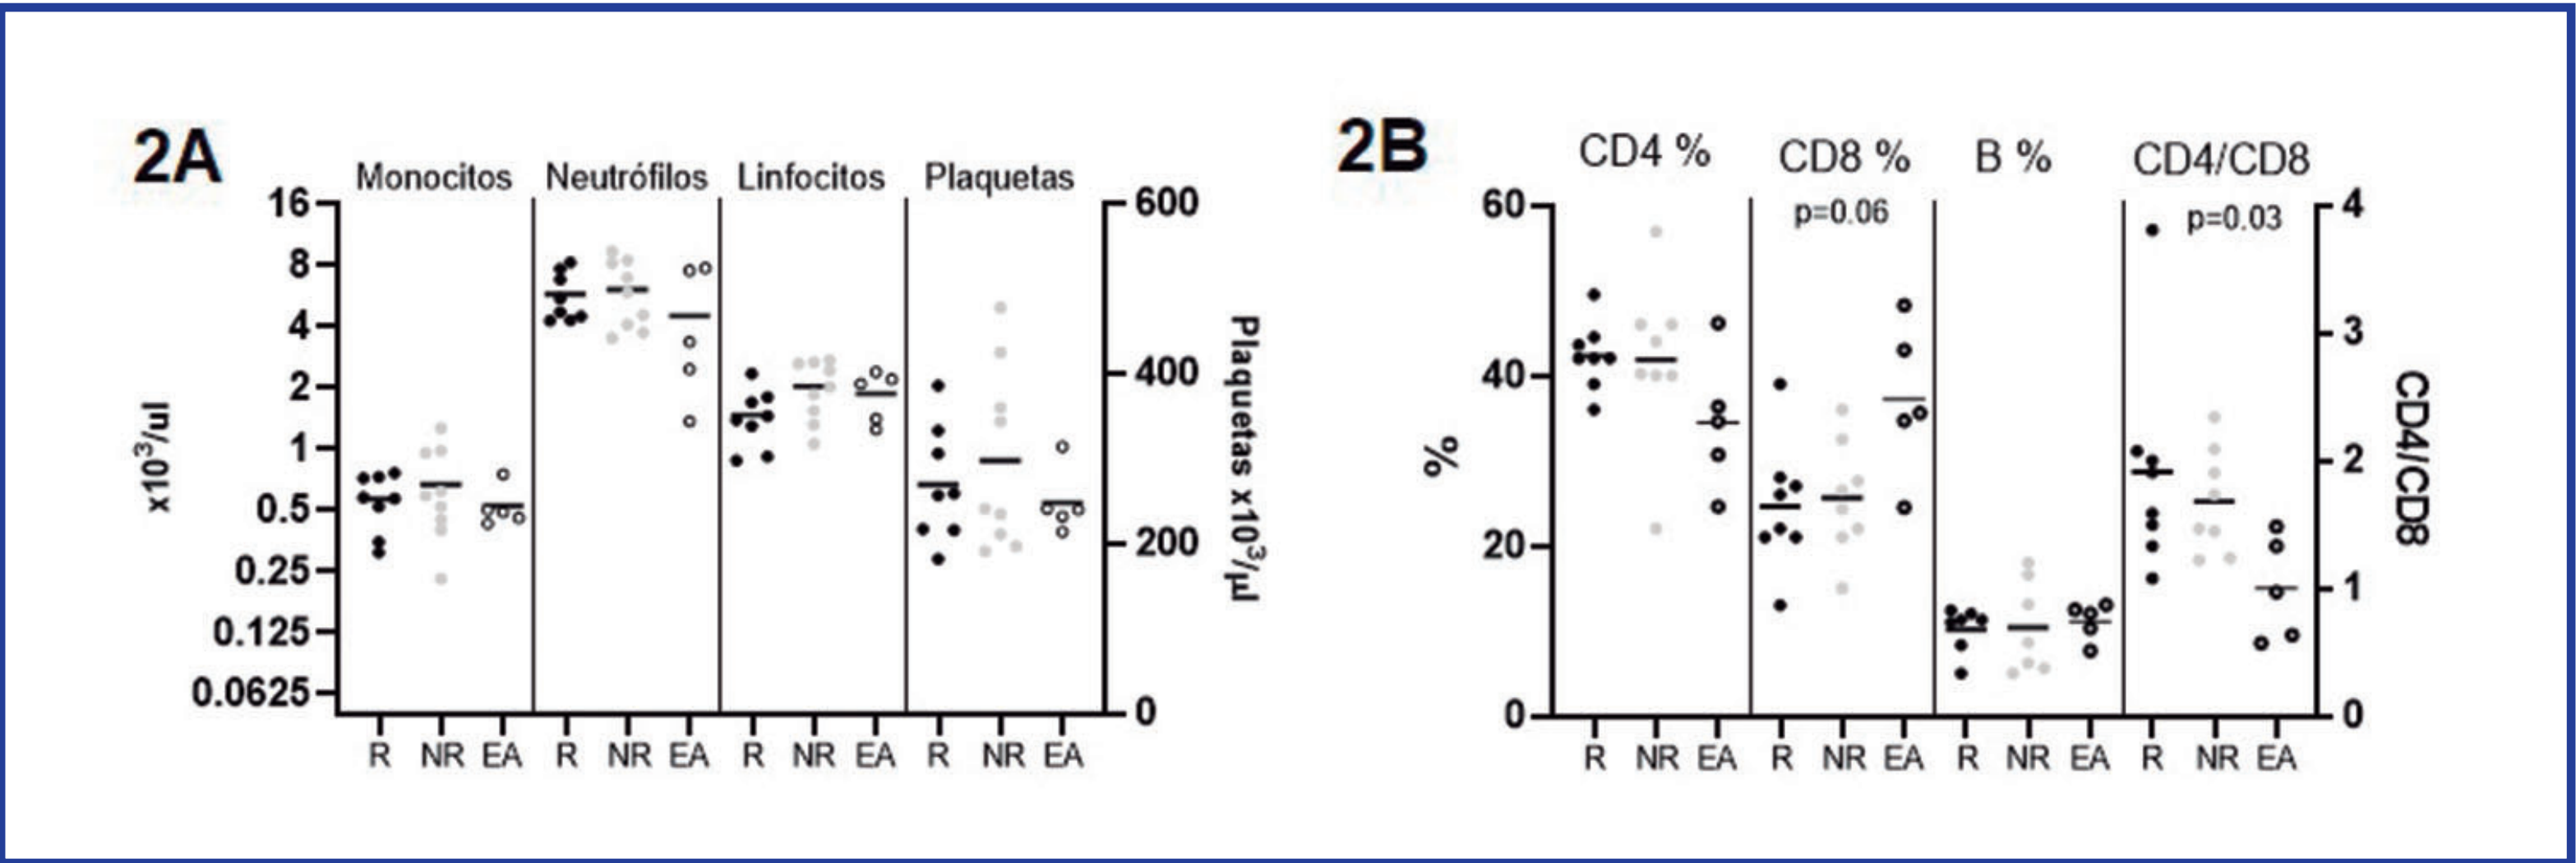 2A
Monocitos Neutrófilos Linfocitos Plaquetas
16
8
4
2
1
0.5
0.25
0.125
0.0625
x10³/ul
600
400
200
0
Plaquetas x10³/µl
R NR EA R NR EA R NR EA R NR EA
2B
CD4 % CD8 % B % CD4/CD8
p=0.06 p=0.03
60
40
20
0
%
4
3
2
1
0
CD4/CD8
R NR EA R NR EA R NR EA R NR EA